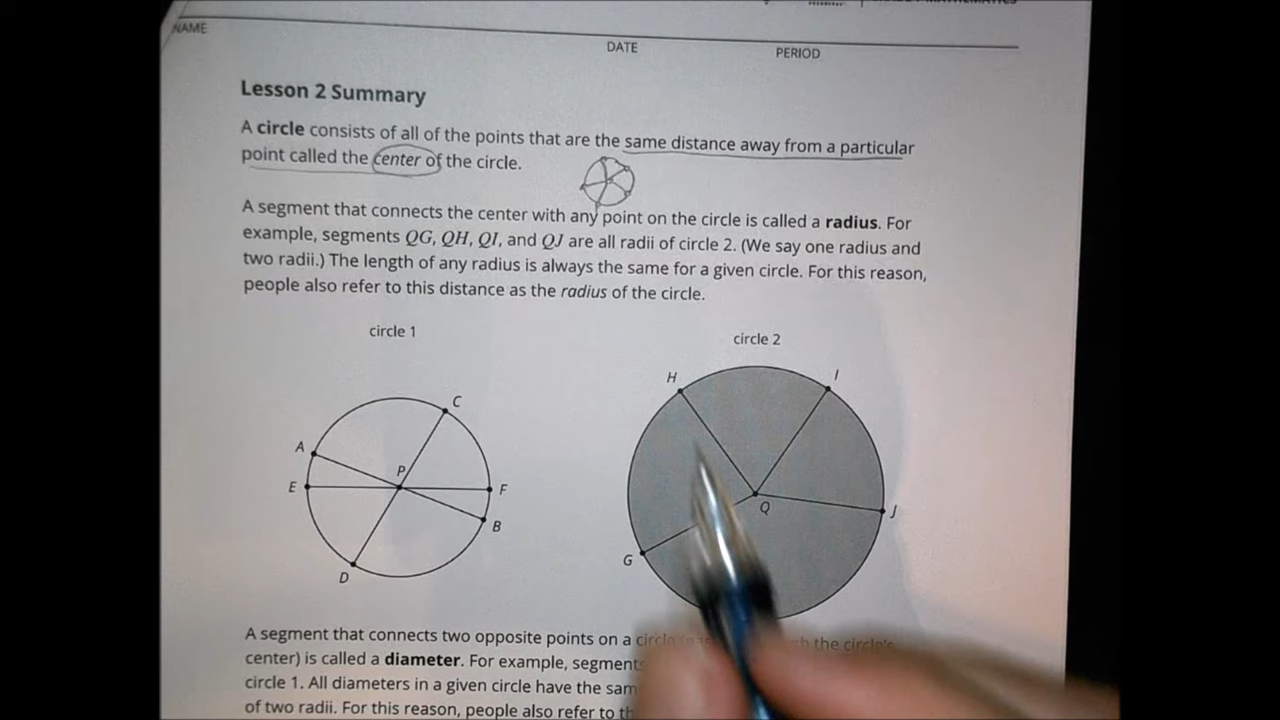 NAME
DATE
PERIOD
Lesson 2 Summary
A circle consists of all of the points that are the same distance away from a particular
point called the center of the circle.
A segment that connects the center with any point on the circle is called a radius. For
example, segments QG, QH, QI, and QJ are all radii of circle 2. (We say one radius and
two radii.) The length of any radius is always the same for a given circle. For this reason,
people also refer to this distance as the radius of the circle.
circle 1
circle 2
H
I
C
A
P
E
F
Q
J
B
G
D
A segment that connects two opposite points on a circle the circle's
center) is called a diameter. For example, segments
circle 1. All diameters in a given circle have the sam
of two radii. For this reason, people also refer to th